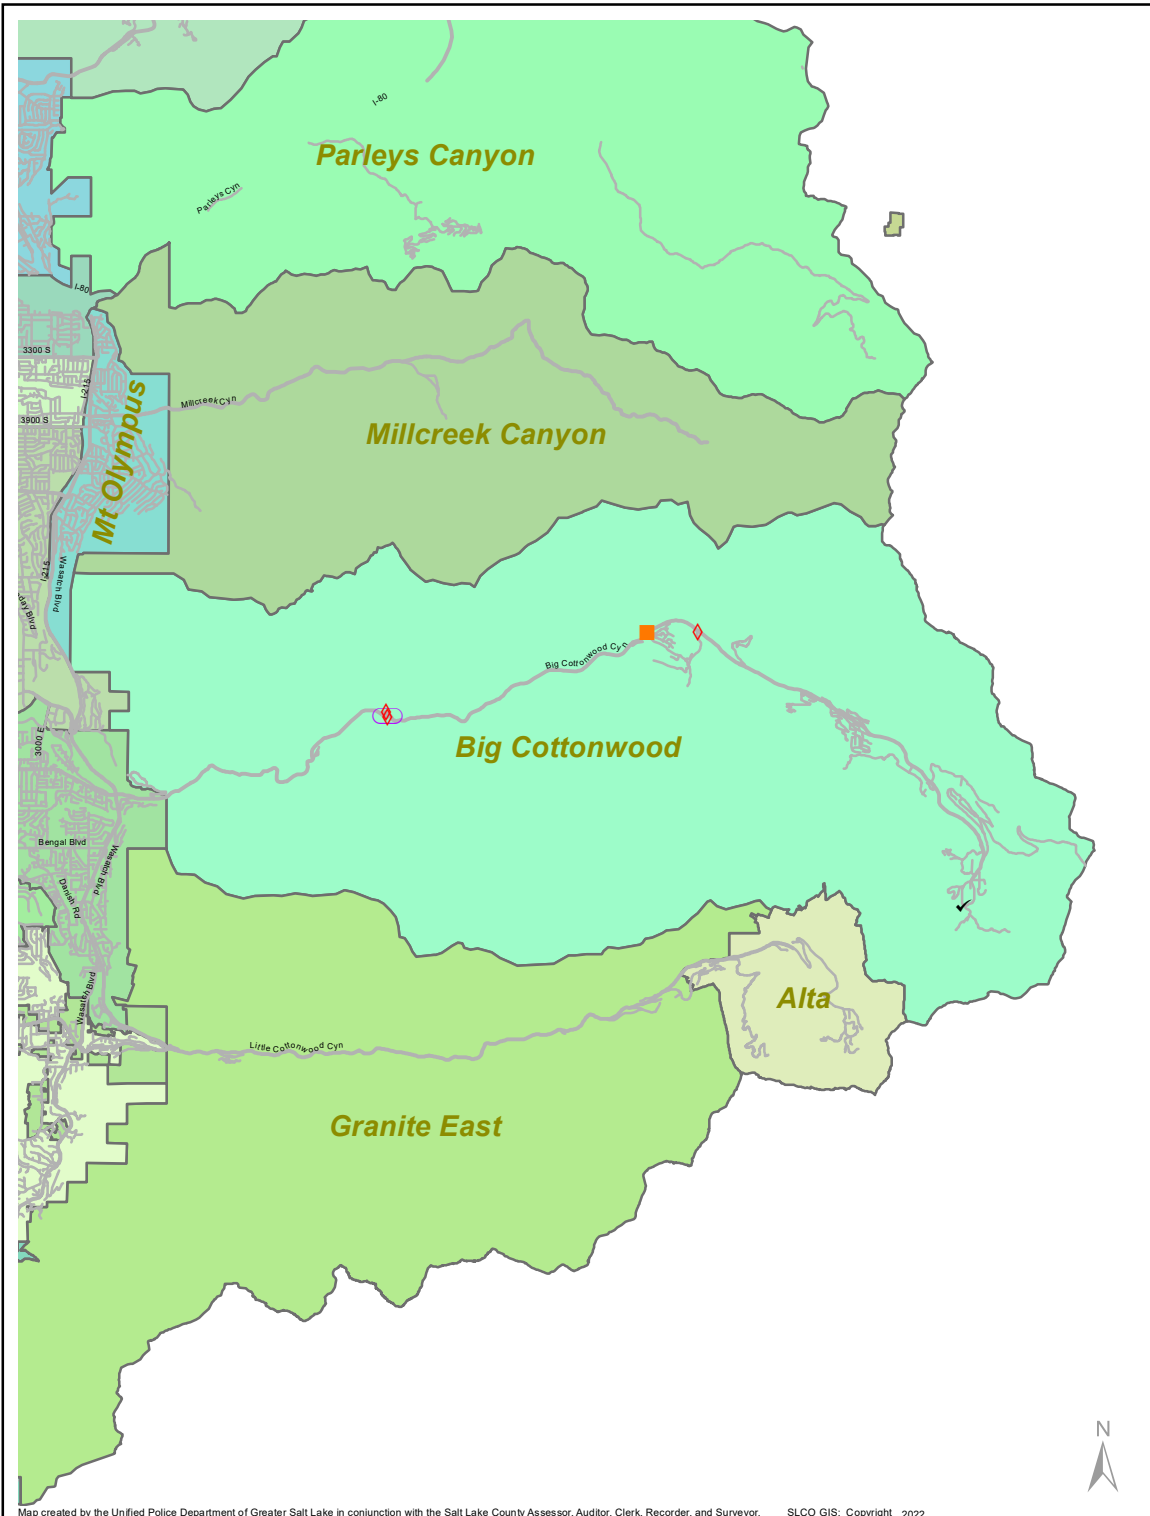 I-80
Parleys Canyon
Parleys Cyn
I-80
3300 S
I-215
Millcreek Cyn
3900 S
Mt Olympus
Millcreek Canyon
I-215
Wasatch Blvd
day Blvd
Big Cottonwood Cyn
3000 E
Big Cottonwood
Bengal Blvd
Wasatch Blvd
Danish Rd
Wasatch Blvd
Alta
Little Cottonwood Cyn
Granite East
N
Map created by the Unified Police Department of Greater Salt Lake in conjunction with the Salt Lake County Assessor, Auditor, Clerk, Recorder, and Surveyor. SLCO GIS: Copyright 2022